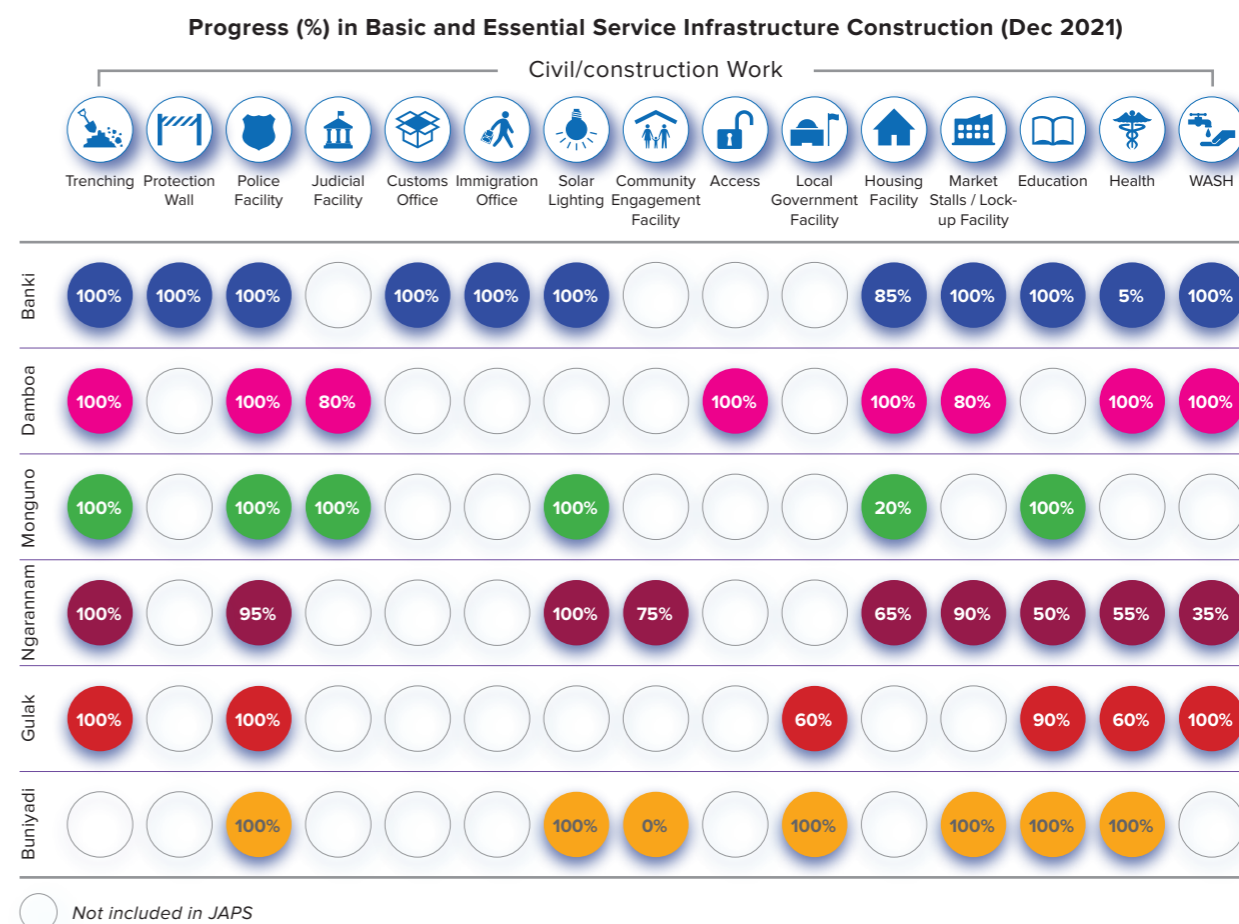 Progress (%) in Basic and Essential Service Infrastructure Construction (Dec 2021)
Civil/construction Work
Trenching
Protection
Wall
Police
Facility
Judicial
Facility
Customs
Office
Immigration
Office
Solar
Lighting
Community
Engagement
Facility
Access
Local
Government
Facility
Housing
Facility
Market
Stalls / Lock-
up Facility
Education
Health
WASH
Banki
100% 100% 100% 100% 100% 100% 85% 100% 100% 5% 100%
Damboa
100% 100% 80% 100% 100% 80% 100% 100%
Monguno
100% 100% 100% 100% 20% 100%
Ngarannam
100% 95% 100% 75% 65% 90% 50% 55% 35%
Gulak
100% 100% 60% 90% 60% 100%
Buniyadi
100% 100% 0% 100% 100% 100% 100%
Not included in JAPS